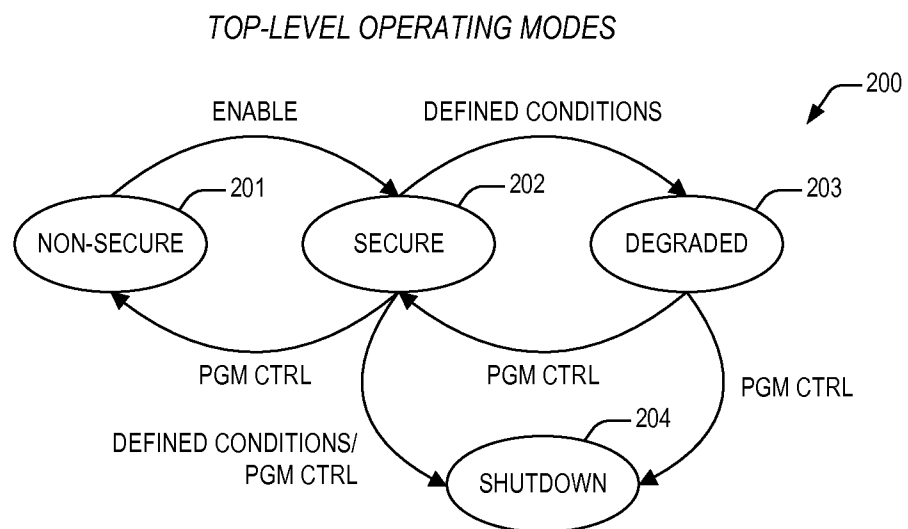 TOP-LEVEL OPERATING MODES
200
ENABLE
DEFINED CONDITIONS
201
202
203
NON-SECURE
SECURE
DEGRADED
PGM CTRL
PGM CTRL
PGM CTRL
204
DEFINED CONDITIONS/
PGM CTRL
SHUTDOWN